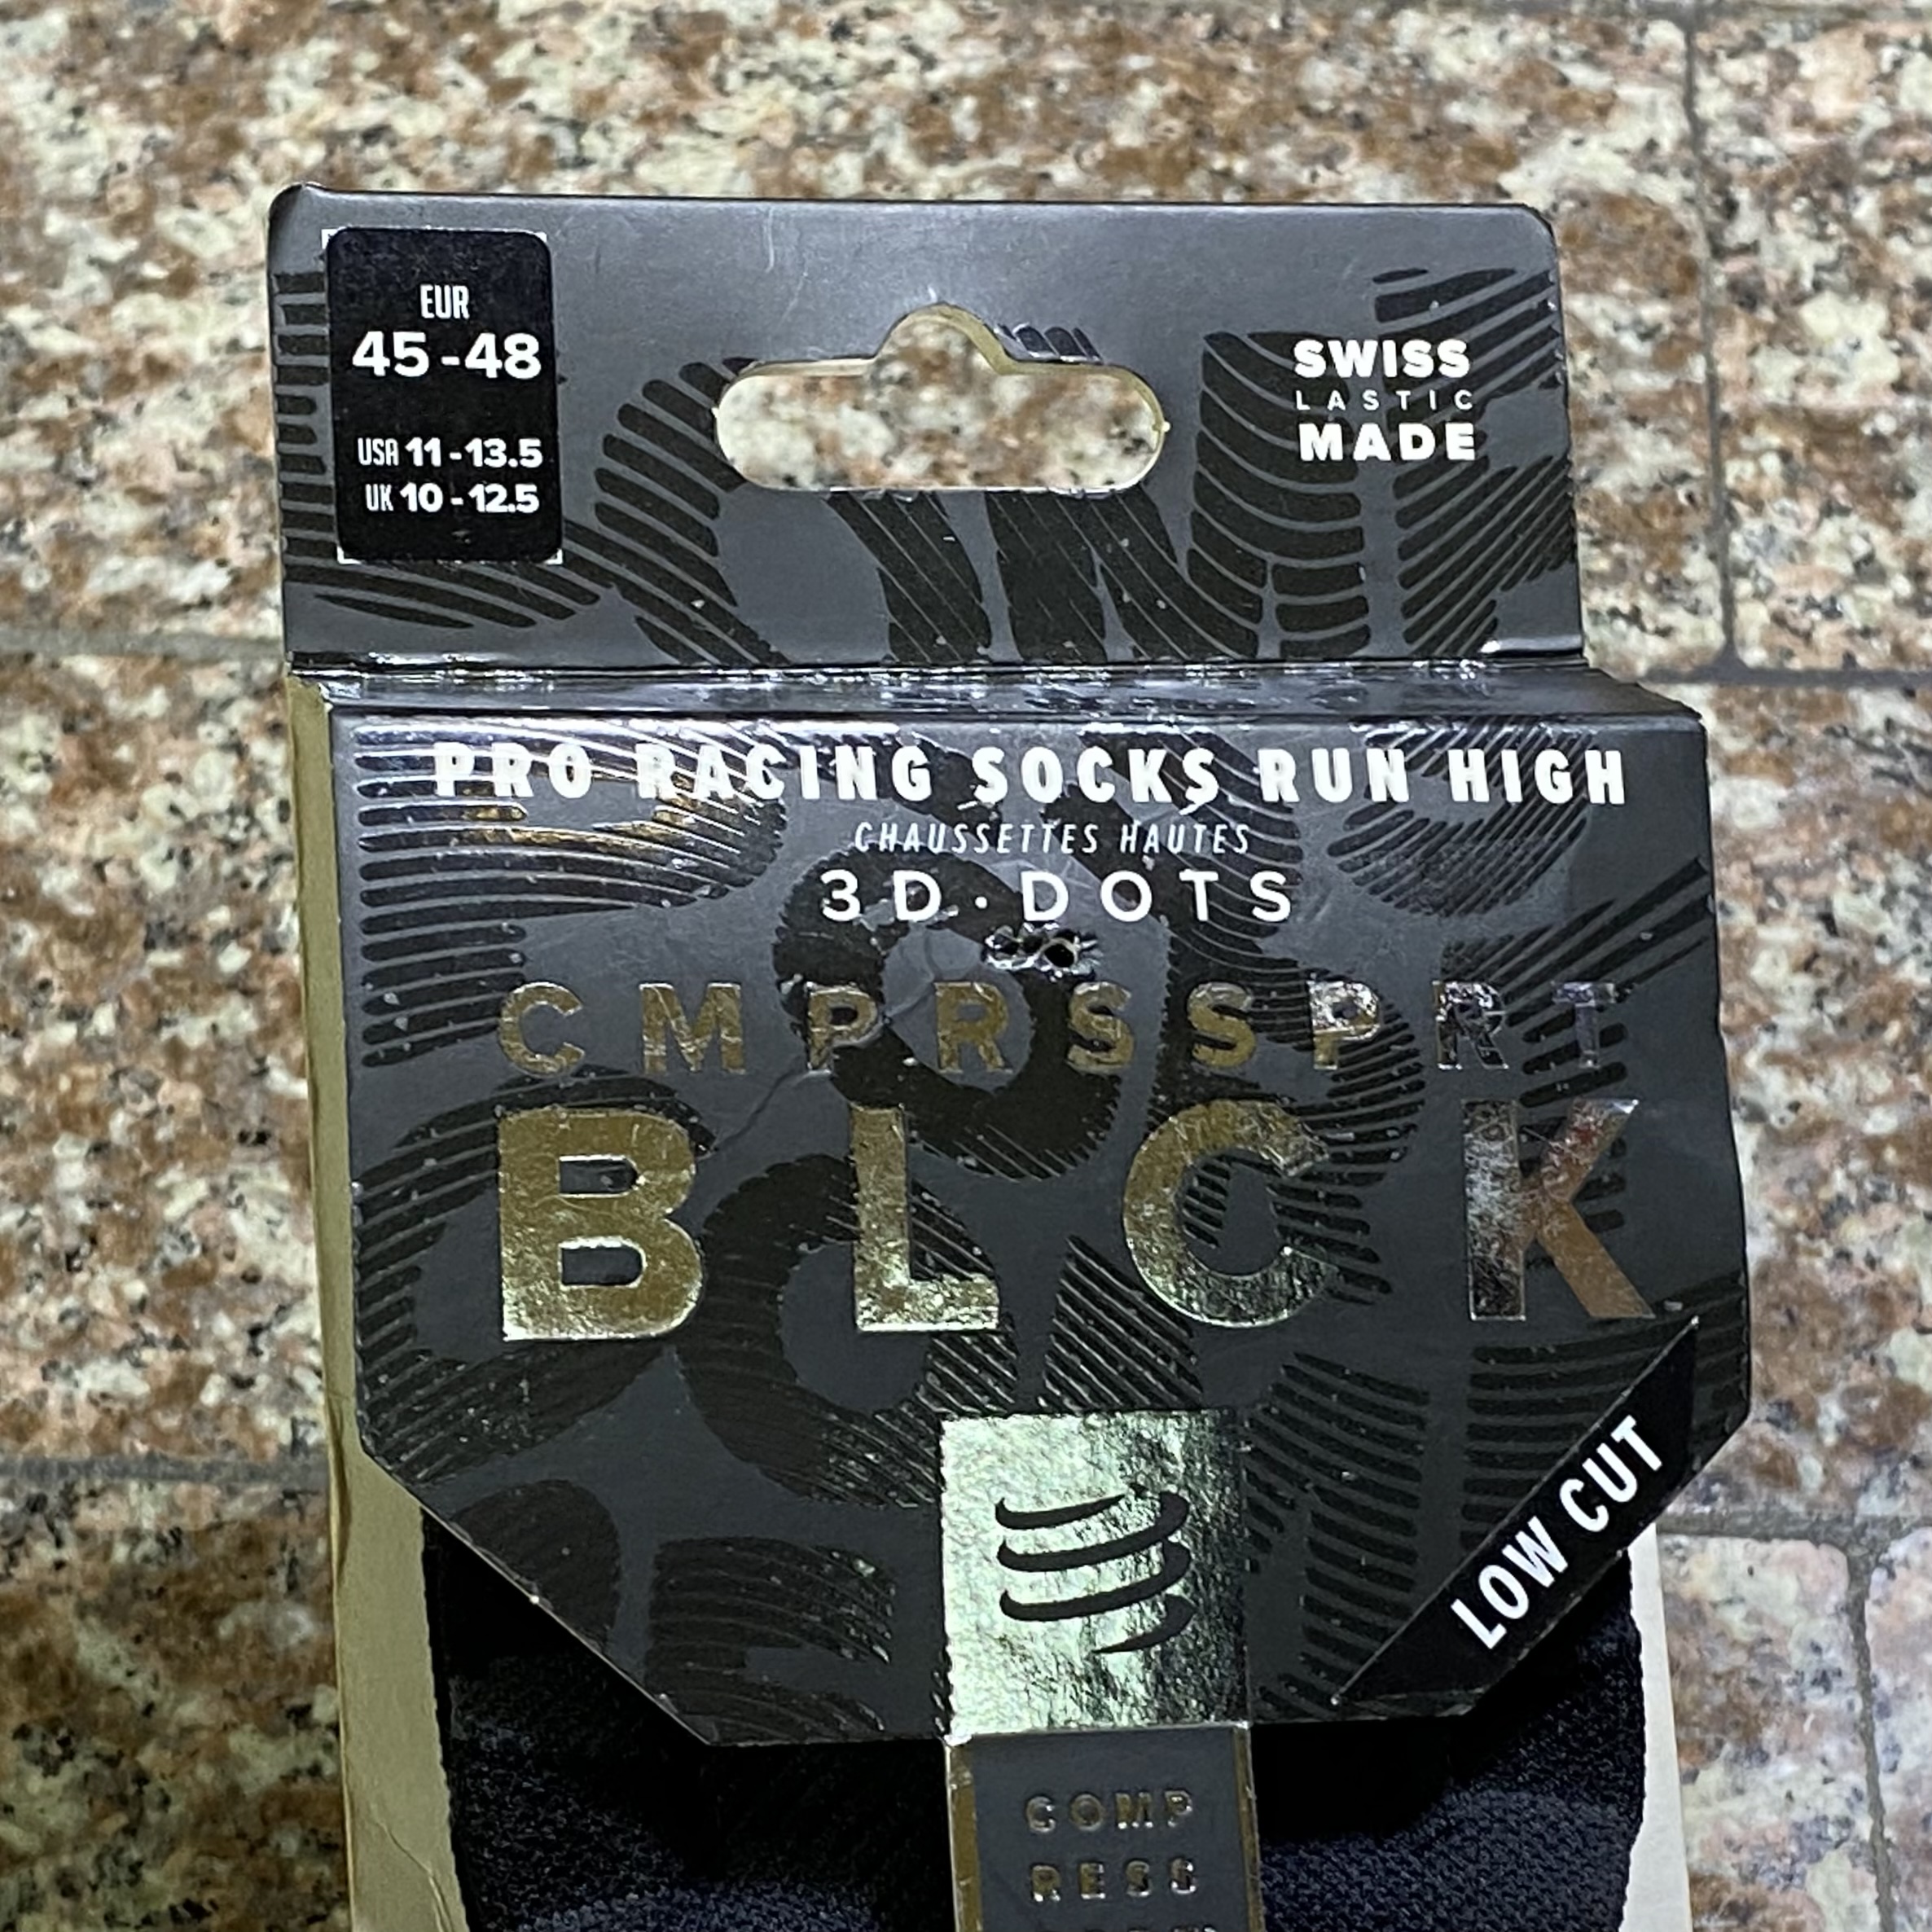 EUR
45-48
USA 11-13.5
UK 10-12.5
SWISS
LASTIC
MADE
PRO RACING SOCKS RUN HIGH
CHAUSSETTES HAUTES
3D·DOTS
CMPRSSPRT
BLCK
LOW CUT
COMP
RESS